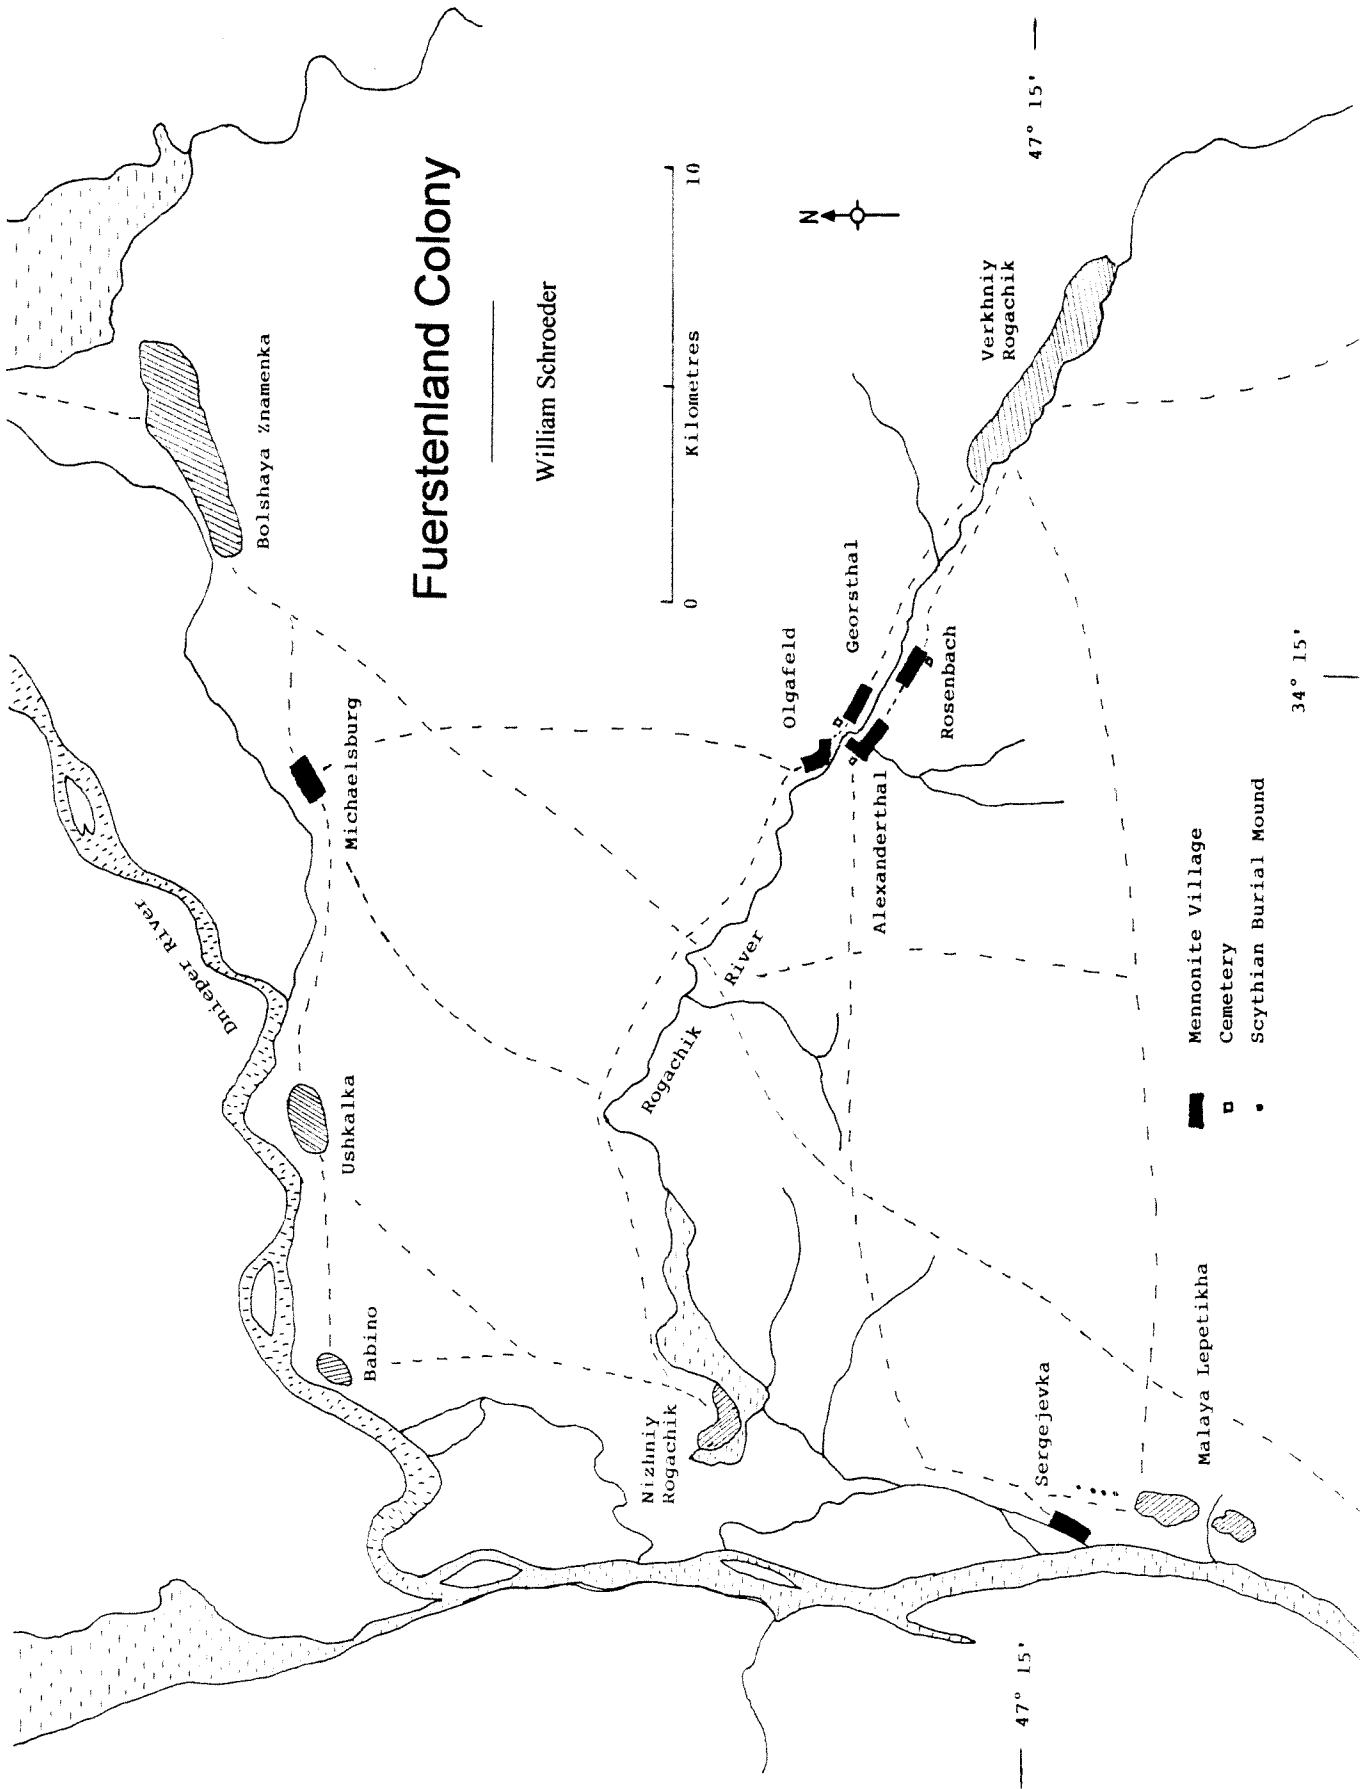 Fuerstenland Colony
William Schroeder
0
10
Kilometres
N
Bolshaya Znamenka
Dnieper River
Michaelsburg
Ushkalka
Babino
Nizhniy
Rogachik
Rogachik
River
Olgafeld
Georsthal
Alexanderthal
Rosenbach
Verkhniy
Rogachik
Sergejevka
Malaya Lepetikha
47° 15'
47° 15'
34° 15'
Mennonite Village
Cemetery
Scythian Burial Mound